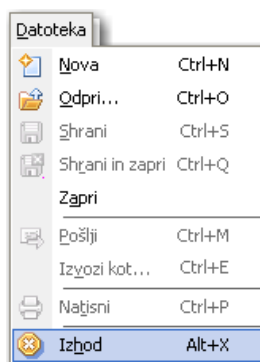 Datoteka
Nova Ctrl+N
Odpri... Ctrl+O
Shrani Ctrl+S
Shrani in zapri Ctrl+Q
Zapri
Pošlji Ctrl+M
Izvozi kot... Ctrl+E
Natisni Ctrl+P
Izhod Alt+X